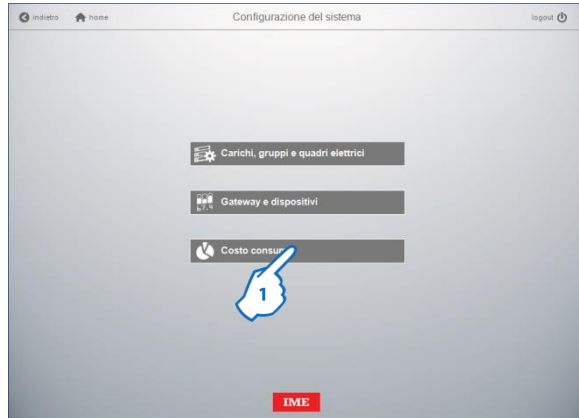 indietro home Configurazione del sistema logout
Carichi, gruppi e quadri elettrici
Gateway e dispositivi
Costo
1
IME